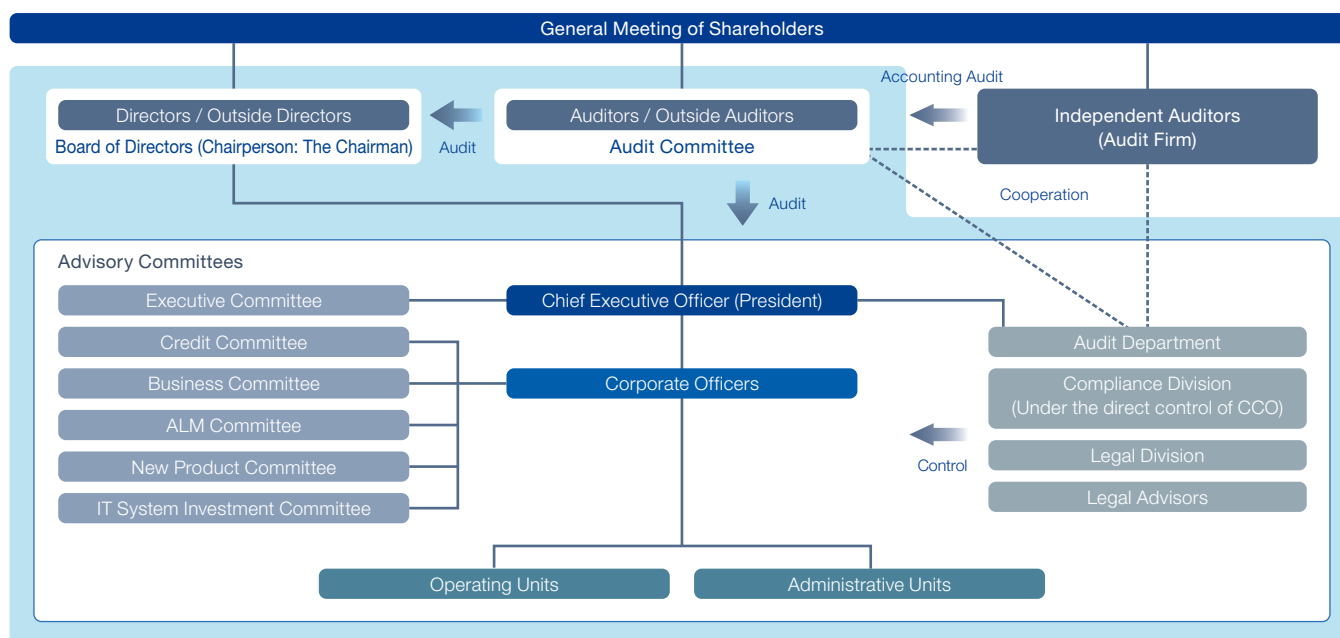 General Meeting of Shareholders
Accounting Audit
Directors / Outside Directors
Board of Directors (Chairperson: The Chairman)
Audit
Auditors / Outside Auditors
Audit Committee
Independent Auditors
(Audit Firm)
Cooperation
Audit
Advisory Committees
Executive Committee
Credit Committee
Business Committee
ALM Committee
New Product Committee
IT System Investment Committee
Chief Executive Officer (President)
Corporate Officers
Audit Department
Compliance Division
(Under the direct control of CCO)
Control
Legal Division
Legal Advisors
Operating Units
Administrative Units